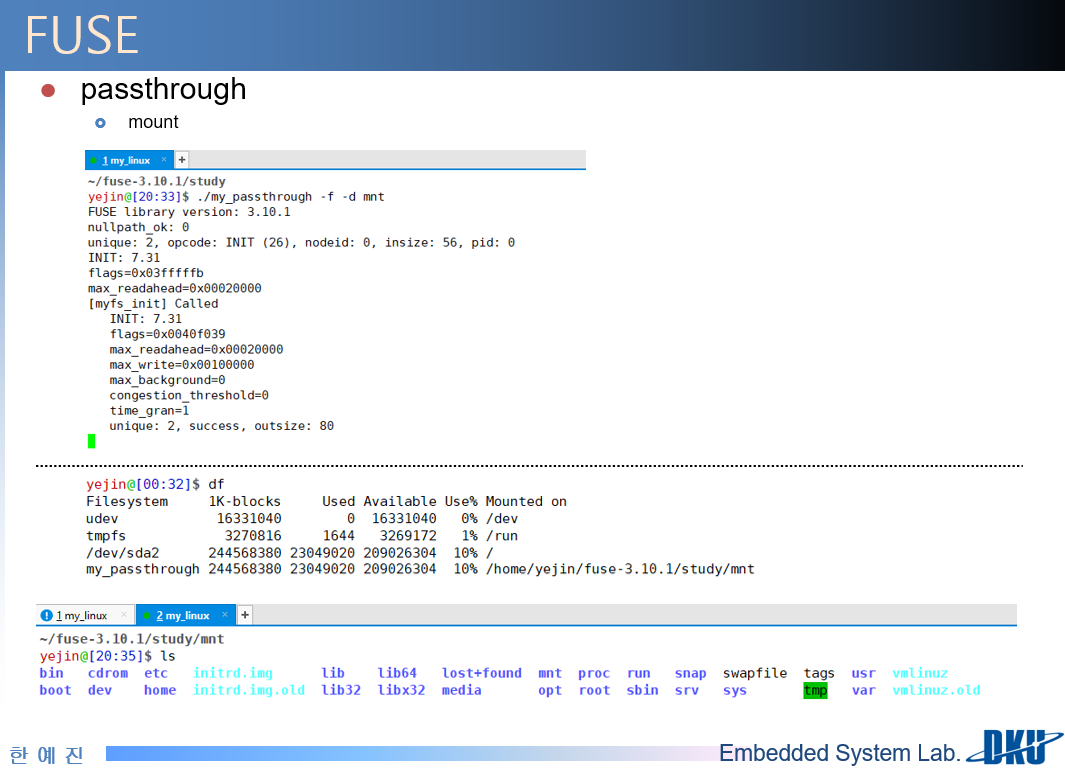 FUSE
passthrough
mount
1 my_linux × +
~/fuse-3.10.1/study
yejin@[20:33]$ ./my_passthrough -f -d mnt
FUSE library version: 3.10.1
nullpath_ok: 0
unique: 2, opcode: INIT (26), nodeid: 0, insize: 56, pid: 0
INIT: 7.31
flags=0x03fffffb
max_readahead=0x00020000
[myfs_init] Called
INIT: 7.31
flags=0x0040f039
max_readahead=0x00020000
max_write=0x00100000
max_background=0
congestion_threshold=0
time_gran=1
unique: 2, success, outsize: 80
yejin@[00:32]$ df
Filesystem 1K-blocks Used Available Use% Mounted on
udev 16331040 0 16331040 0% /dev
tmpfs 3270816 1644 3269172 1% /run
/dev/sda2 244568380 23049020 209026304 10% /
my_passthrough 244568380 23049020 209026304 10% /home/yejin/fuse-3.10.1/study/mnt
! 1 my_linux × 2 my_linux × +
~/fuse-3.10.1/study/mnt
yejin@[20:35]$ ls
bin cdrom etc initrd.img lib lib64 lost+found mnt proc run snap swapfile tags usr vmlinuz
boot dev home initrd.img.old lib32 libx32 media opt root sbin srv sys tmp var vmlinuz.old
한 예 진 Embedded System Lab. DKU